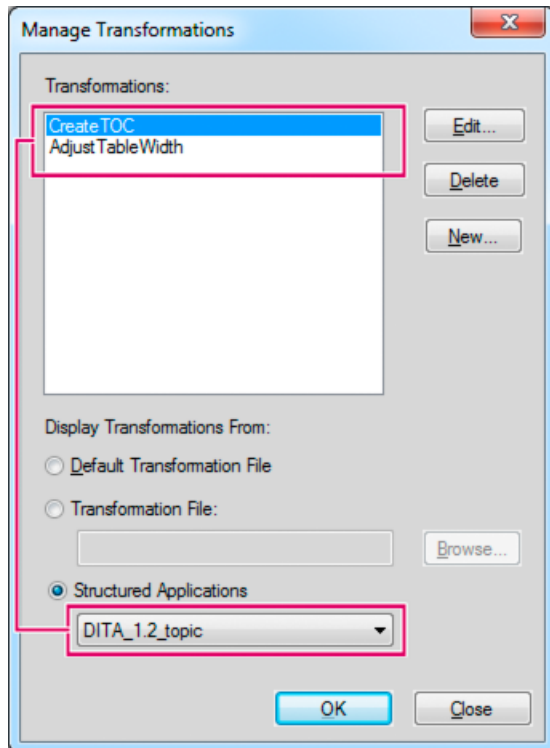 Manage Transformations
Transformations:
CreateTOC
AdjustTableWidth
Edit...
Delete
New...
Display Transformations From:
Default Transformation File
Transformation File:
Browse...
Structured Applications
DITA_1.2_topic
OK
Close